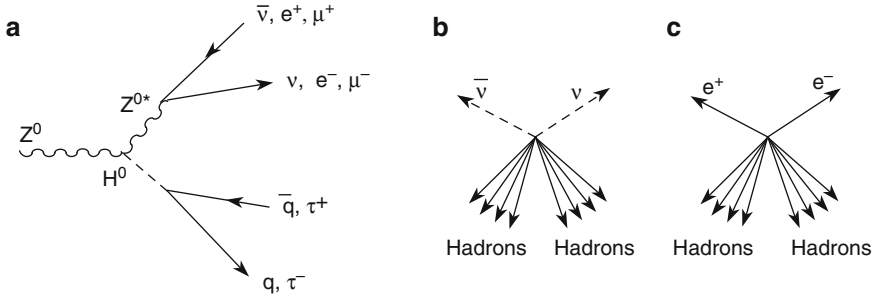 a
ν̅, e⁺, μ⁺
ν, e⁻, μ⁻
Z⁰*
Z⁰
H⁰
q̅, τ⁺
q, τ⁻
b
ν̅
ν
Hadrons
Hadrons
c
e⁺
e⁻
Hadrons
Hadrons